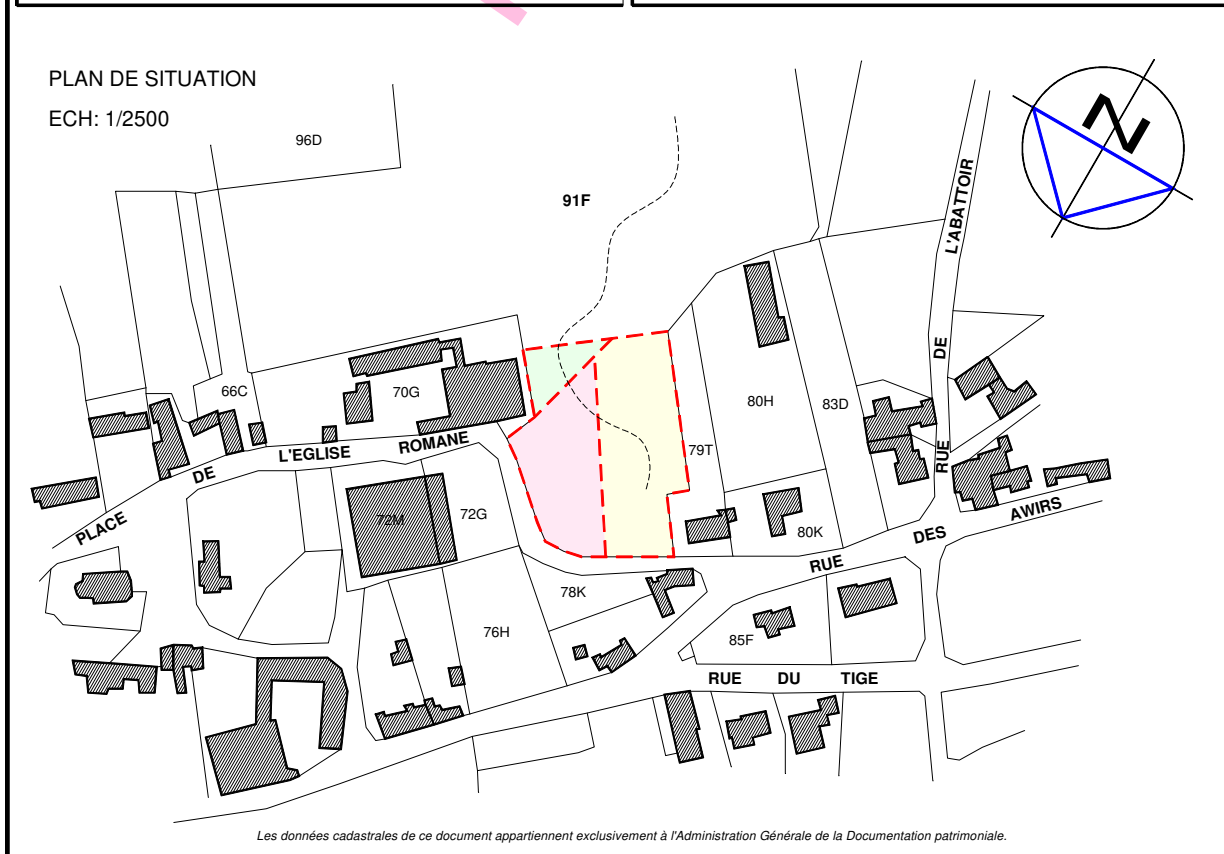 PLAN DE SITUATION
ECH: 1/2500
N
96D
91F
L'ABATTOIR
DE
RUE
66C
70G
80H
83D
79T
PLACE
DE
L'EGLISE
ROMANE
72M
72G
80K
RUE
DES
AWIRS
78K
76H
85F
RUE DU TIGE
Les données cadastrales de ce document appartiennent exclusivement à l'Administration Générale de la Documentation patrimoniale.